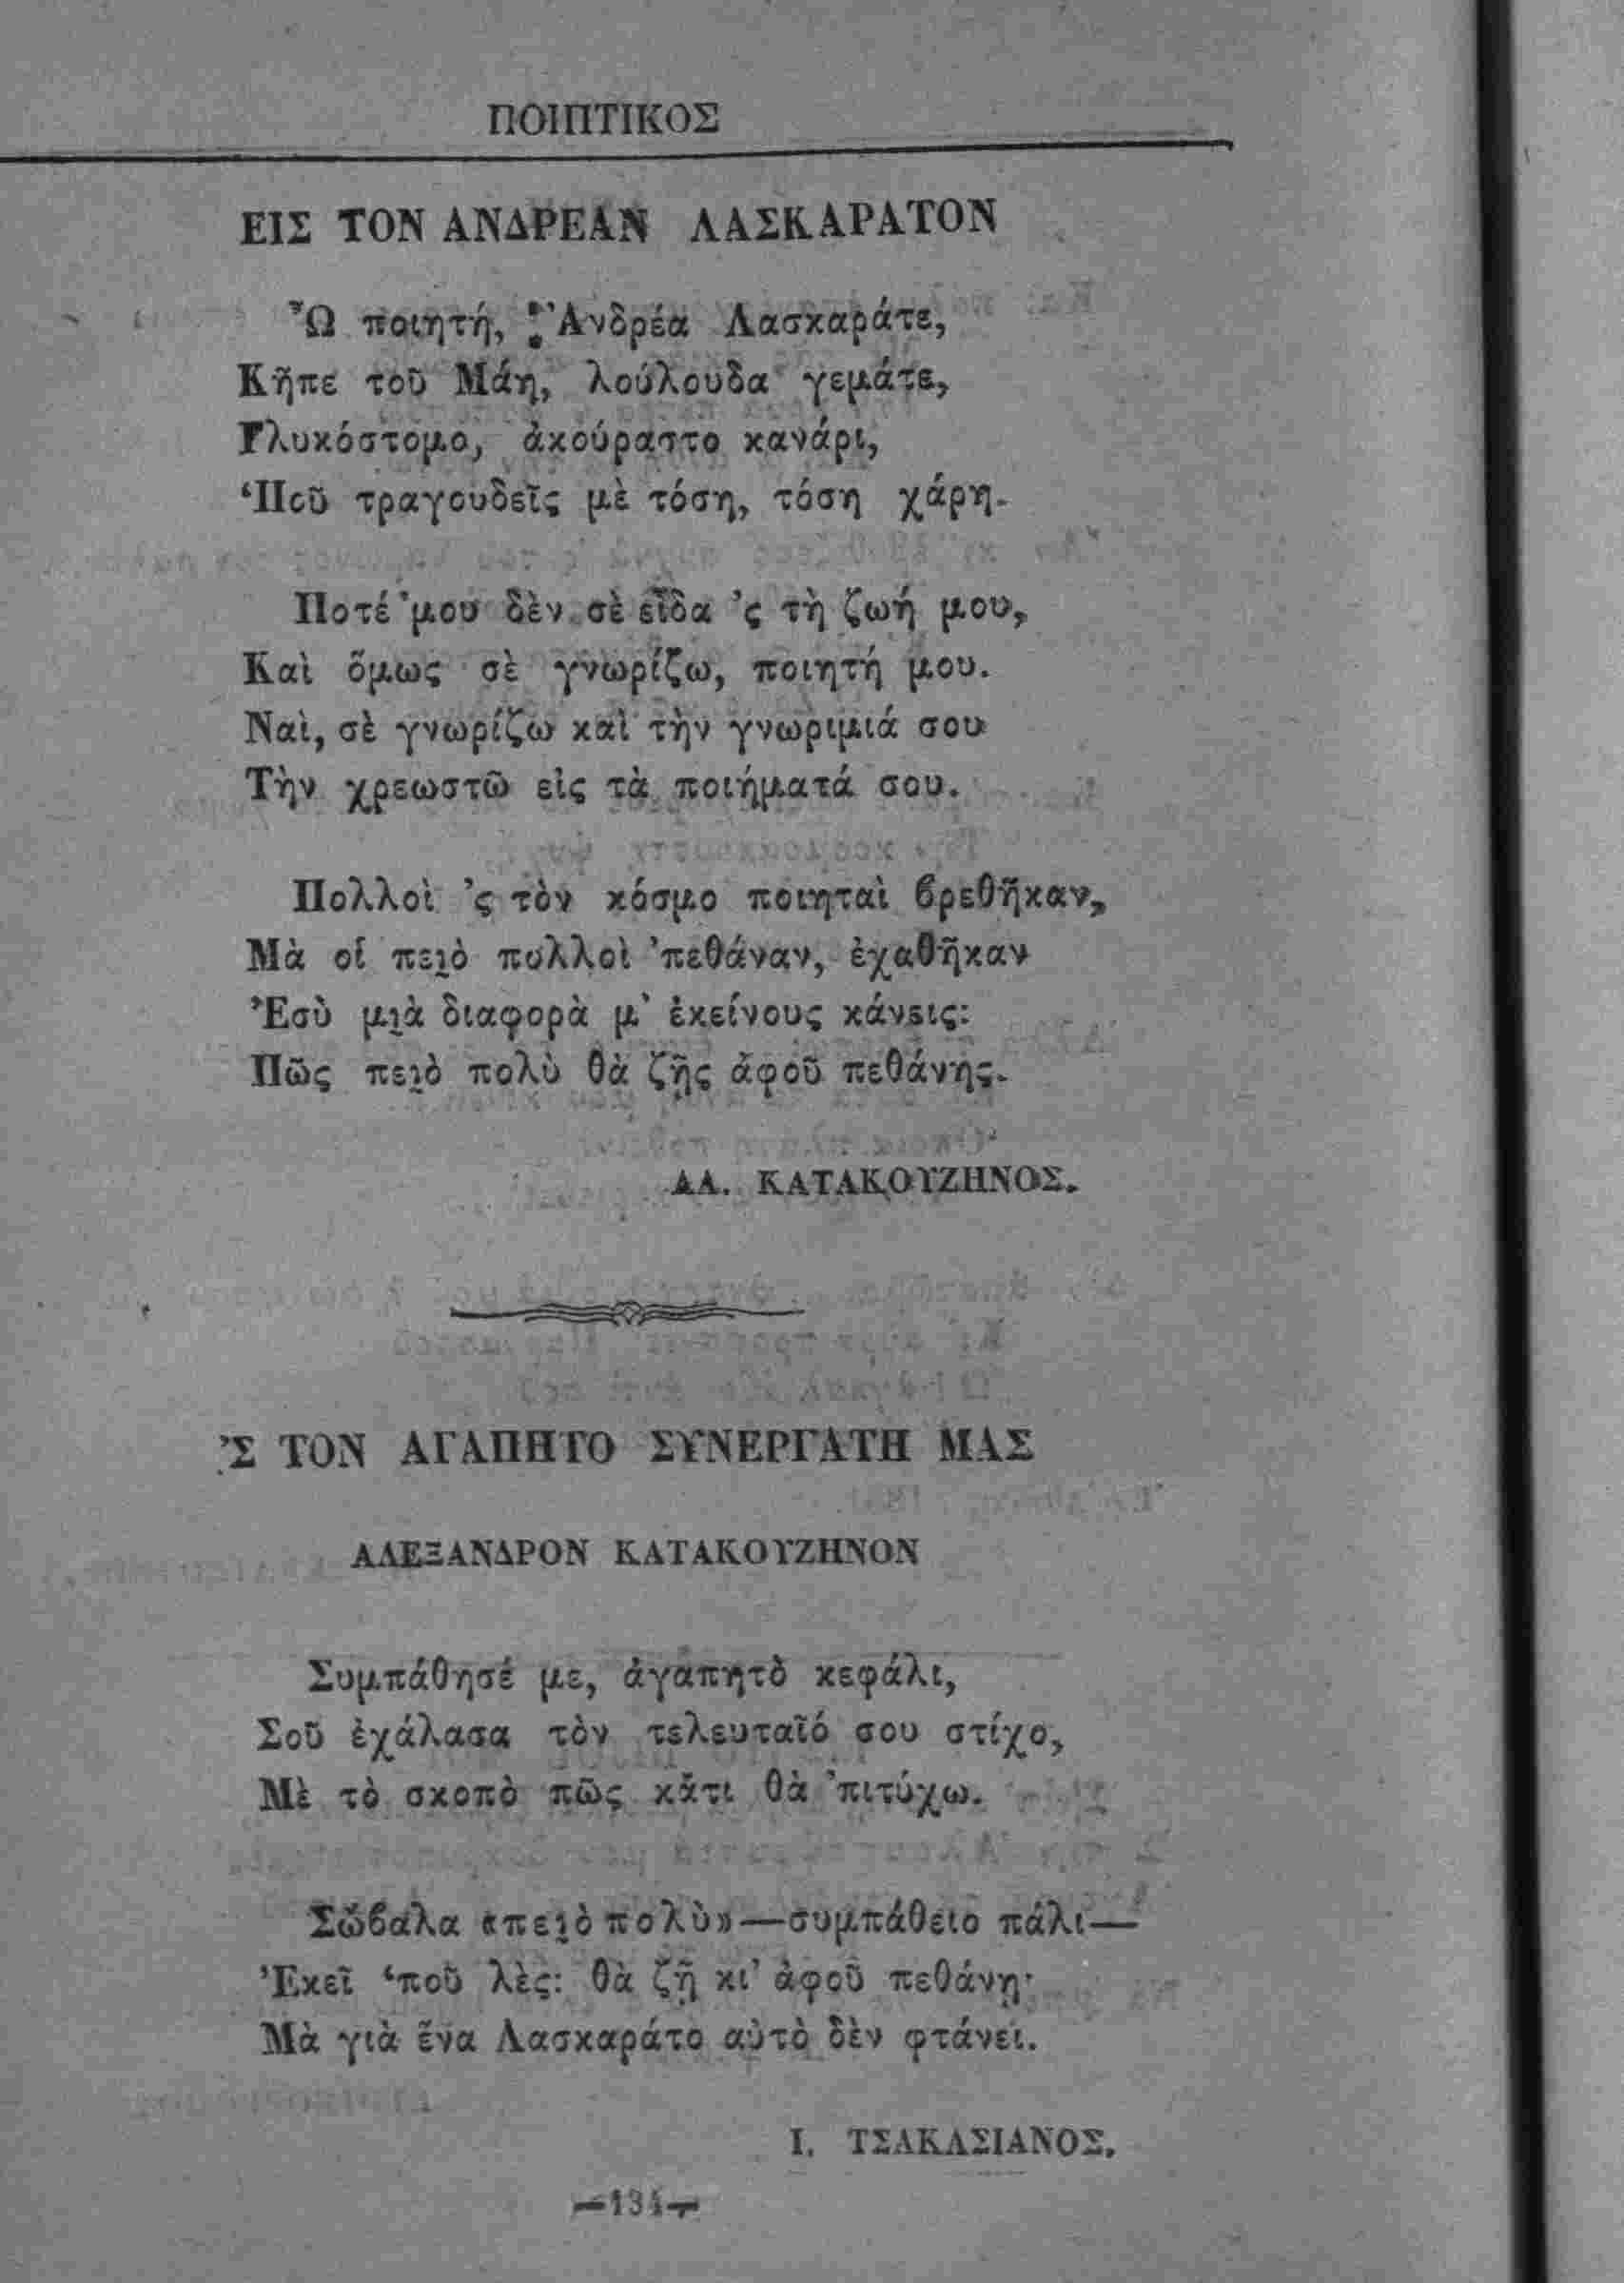 ΠΟΙΠΤΙΚΟΣ
ΕΙΣ ΤΟΝ ΑΝΔΡΕΑΝ ΛΑΣΚΑΡΑΤΟΝ
Ὦ ποιητή, Ἀνδρέα Λασκαράτε,
Κῆπε τοῦ Μάη, λούλουδα γεμάτε,
Γλυκόστομο, ἀκούραστο κανάρι,
Ποῦ τραγουδεῖς μὲ τόση, τόση χάρη.
Ποτέ μου δὲν σὲ εἶδα ’ς τὴ ζωή μου,
Καὶ ὅμως σὲ γνωρίζω, ποιητή μου.
Ναὶ, σὲ γνωρίζω καὶ τὴν γνωριμιά σου
Τὴν χρεωστῶ εἰς τὰ ποιήματά σου.
Πολλοὶ ’ς τὸν κόσμο ποιηταὶ βρεθῆκαν,
Μὰ οἱ πειὸ πολλοὶ ’πεθάναν, ἐχαθῆκαν
Ἐσὺ μιὰ διαφορὰ μ’ ἐκείνους κάνεις:
Πῶς πειὸ πολὺ θὰ ζῇς ἀφοῦ πεθάνῃς.
ΑΛ. ΚΑΤΑΚΟΥΖΗΝΟΣ.
’Σ ΤΟΝ ΑΓΑΠΗΤΟ ΣΥΝΕΡΓΑΤΗ ΜΑΣ
ΑΛΕΞΑΝΔΡΟΝ ΚΑΤΑΚΟΥΖΗΝΟΝ
Συμπάθησέ με, ἀγαπητὸ κεφάλι,
Σοῦ ἐχάλασα τὸν τελευταῖό σου στίχο,
Μὲ τὸ σκοπὸ πῶς κἄτι θὰ ’πιτύχω.
Σὤβαλα «πειὸ πολὺ»—συμπάθειο πάλι—
Ἐκεῖ ‘ποῦ λὲς: θὰ ζῇ κι’ ἀφοῦ πεθάνῃ·
Μὰ γιὰ ἕνα Λασκαράτο αὐτὸ δὲν φτάνει.
Ι. ΤΣΑΚΑΣΙΑΝΟΣ.